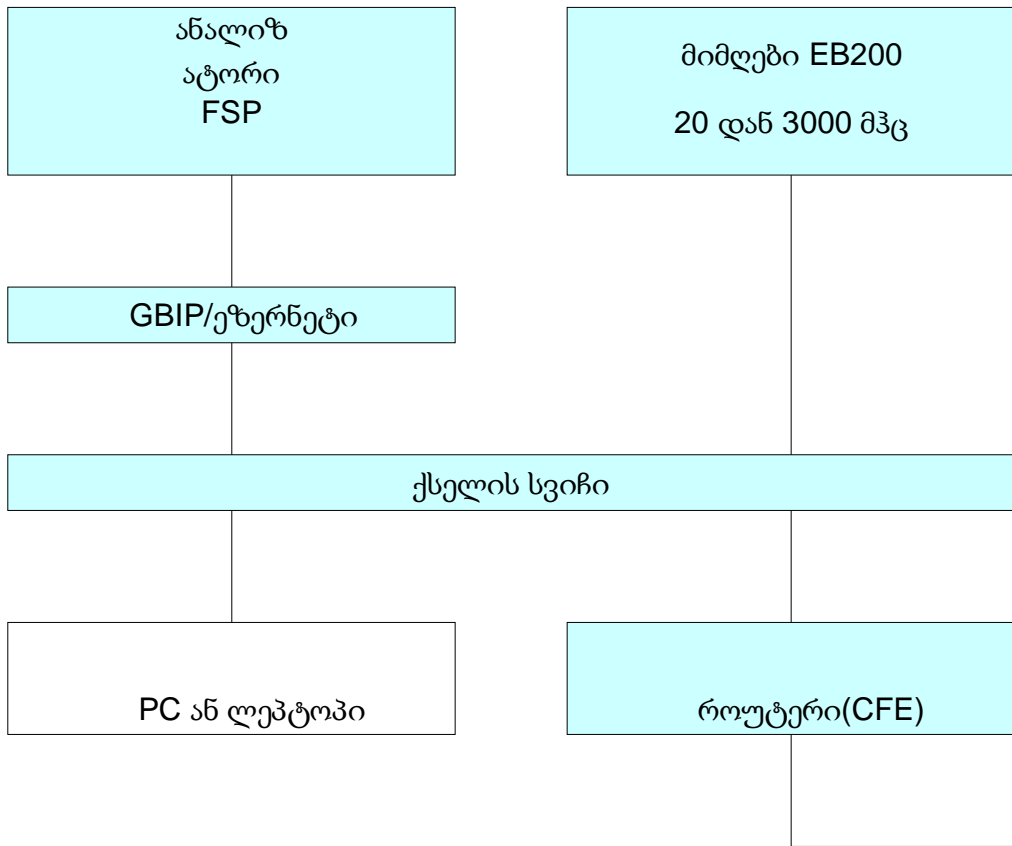 ანალიზ
ატორი
FSP
მიმღები EB200
20 დან 3000 მჰც
GBIP/ეზერნეტი
ქსელის სვიჩი
PC ან ლეპტოპი
როუტერი(CFE)